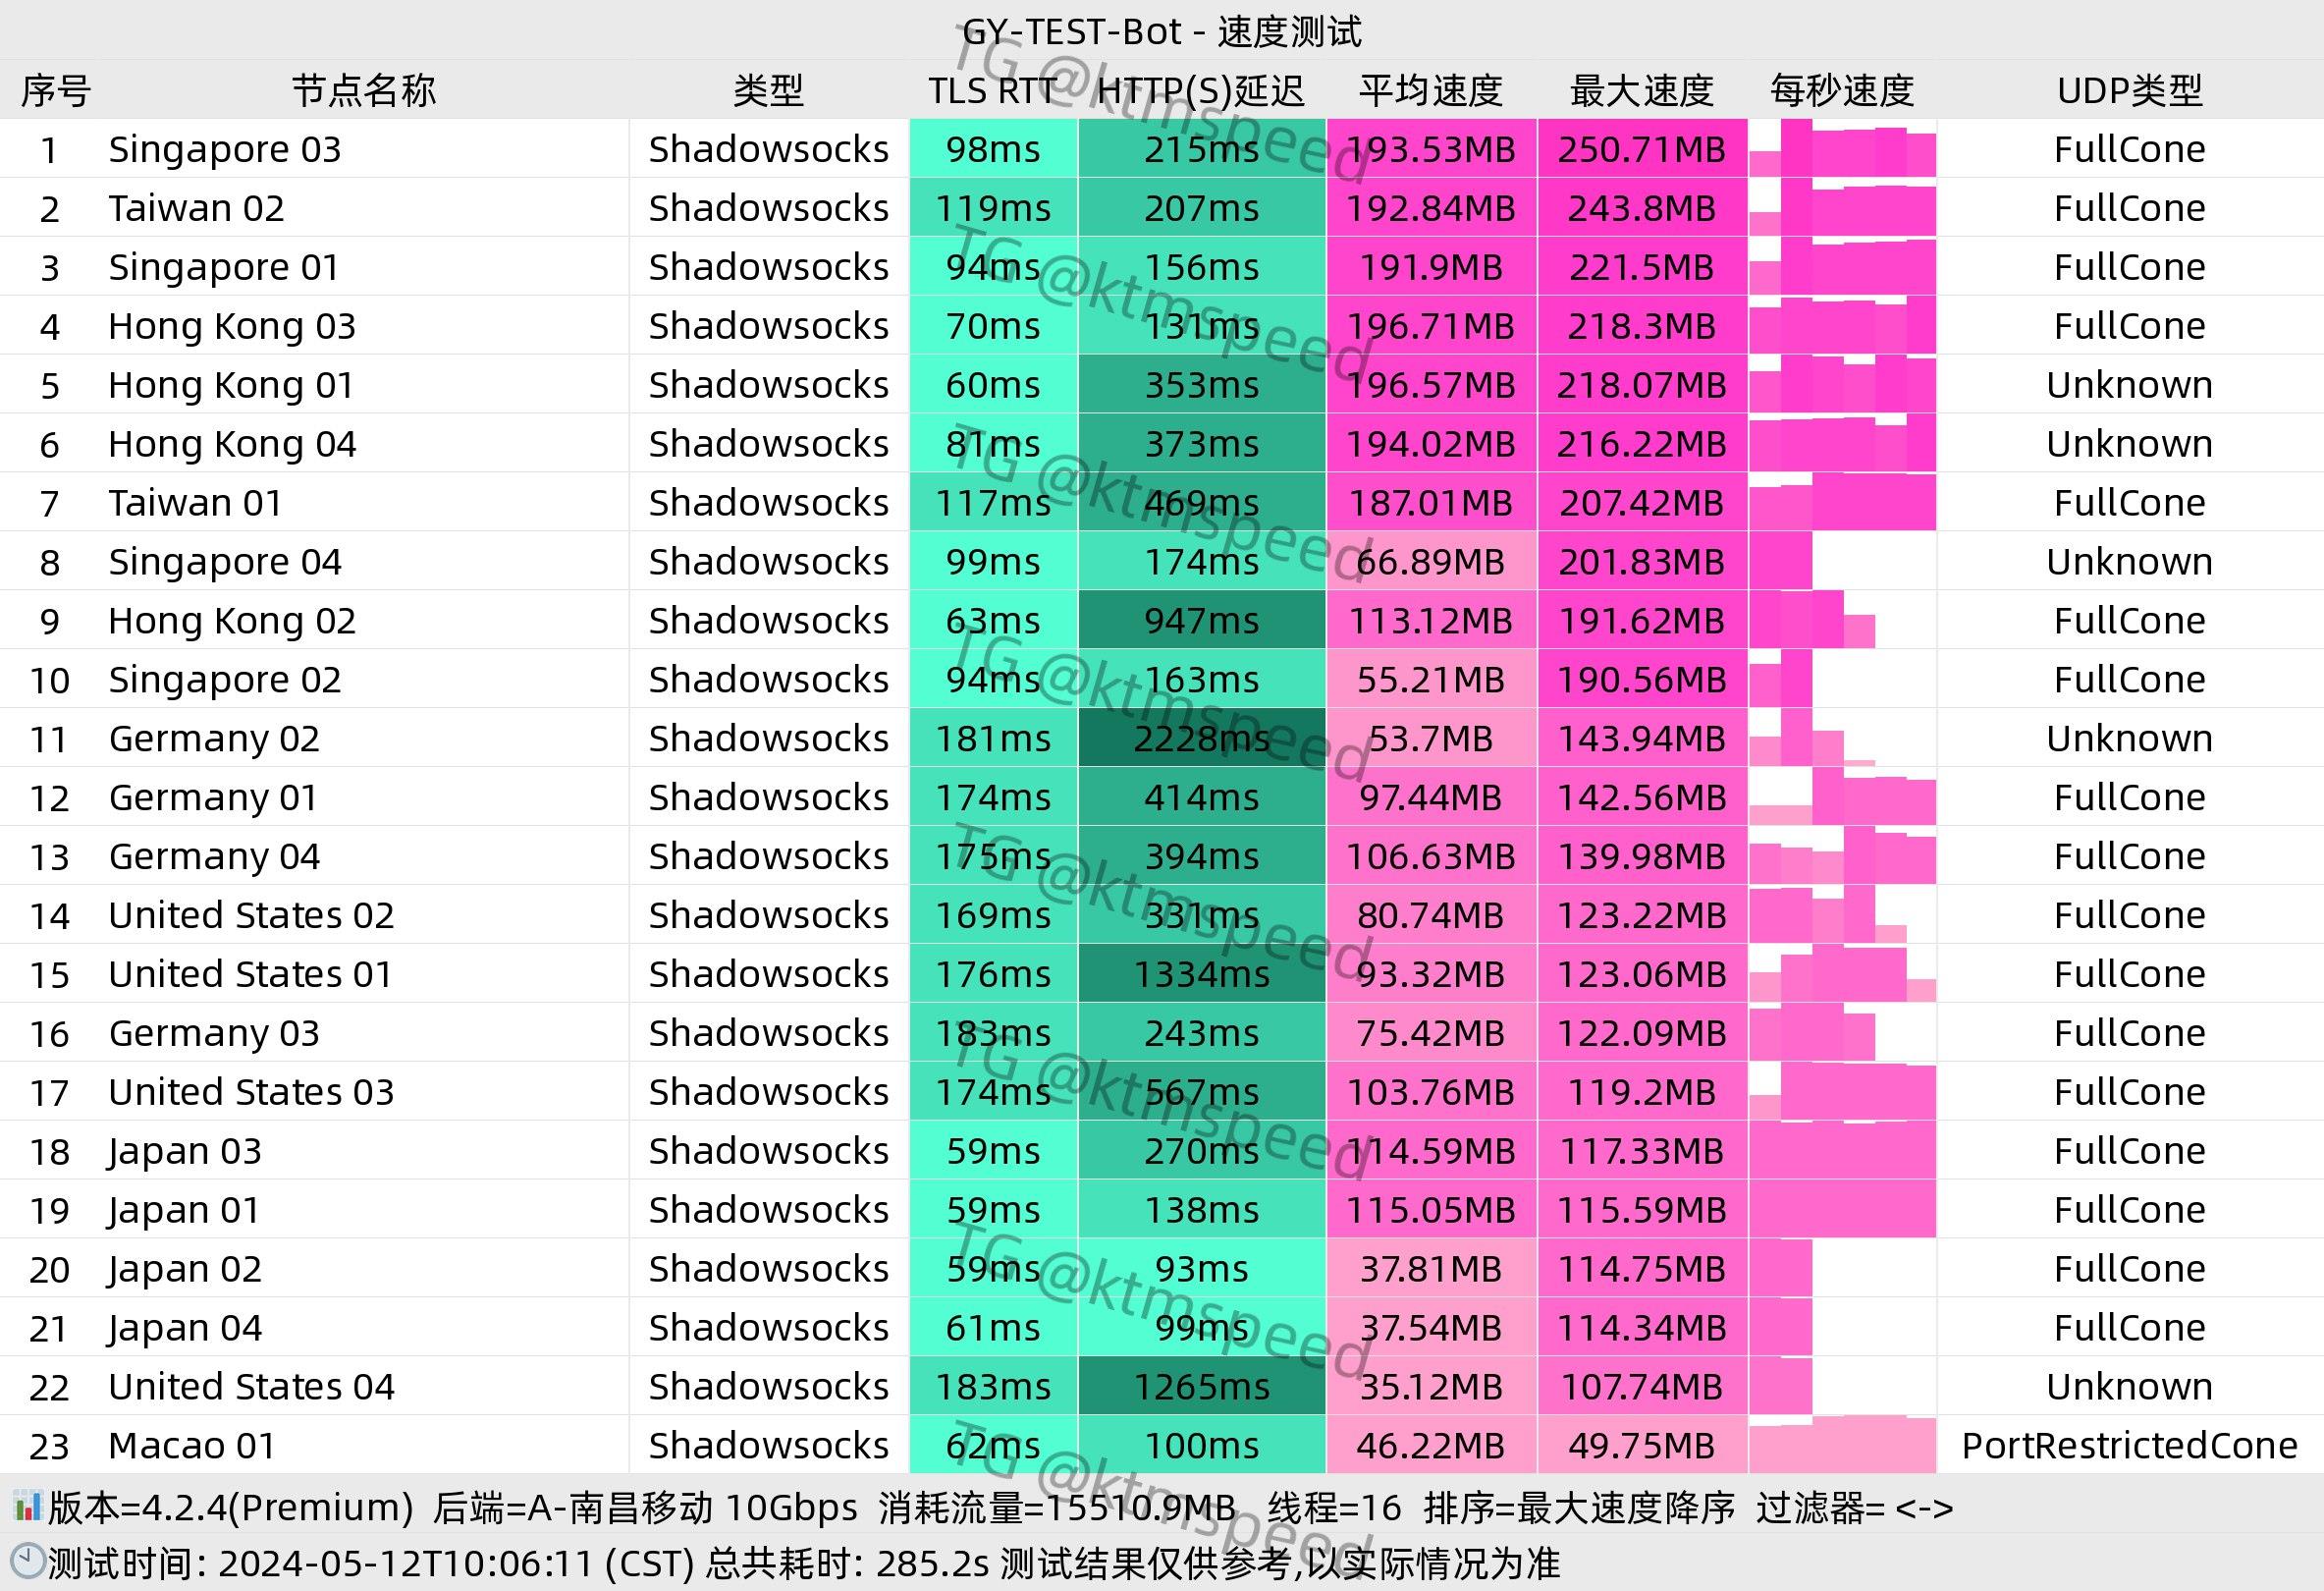 GY-TEST-Bot - 速度测试
序号 节点名称 类型 TLS RTT HTTP(S)延迟 平均速度 最大速度 每秒速度 UDP类型
1 Singapore 03 Shadowsocks 98ms 215ms 193.53MB 250.71MB FullCone
2 Taiwan 02 Shadowsocks 119ms 207ms 192.84MB 243.8MB FullCone
3 Singapore 01 Shadowsocks 94ms 156ms 191.9MB 221.5MB FullCone
4 Hong Kong 03 Shadowsocks 70ms 131ms 196.71MB 218.3MB FullCone
5 Hong Kong 01 Shadowsocks 60ms 353ms 196.57MB 218.07MB Unknown
6 Hong Kong 04 Shadowsocks 81ms 373ms 194.02MB 216.22MB Unknown
7 Taiwan 01 Shadowsocks 117ms 469ms 187.01MB 207.42MB FullCone
8 Singapore 04 Shadowsocks 99ms 174ms 66.89MB 201.83MB Unknown
9 Hong Kong 02 Shadowsocks 63ms 947ms 113.12MB 191.62MB FullCone
10 Singapore 02 Shadowsocks 94ms 163ms 55.21MB 190.56MB FullCone
11 Germany 02 Shadowsocks 181ms 2228ms 53.7MB 143.94MB Unknown
12 Germany 01 Shadowsocks 174ms 414ms 97.44MB 142.56MB FullCone
13 Germany 04 Shadowsocks 175ms 394ms 106.63MB 139.98MB FullCone
14 United States 02 Shadowsocks 169ms 331ms 80.74MB 123.22MB FullCone
15 United States 01 Shadowsocks 176ms 1334ms 93.32MB 123.06MB FullCone
16 Germany 03 Shadowsocks 183ms 243ms 75.42MB 122.09MB FullCone
17 United States 03 Shadowsocks 174ms 567ms 103.76MB 119.2MB FullCone
18 Japan 03 Shadowsocks 59ms 270ms 114.59MB 117.33MB FullCone
19 Japan 01 Shadowsocks 59ms 138ms 115.05MB 115.59MB FullCone
20 Japan 02 Shadowsocks 59ms 93ms 37.81MB 114.75MB FullCone
21 Japan 04 Shadowsocks 61ms 99ms 37.54MB 114.34MB FullCone
22 United States 04 Shadowsocks 183ms 1265ms 35.12MB 107.74MB Unknown
23 Macao 01 Shadowsocks 62ms 100ms 46.22MB 49.75MB PortRestrictedCone
版本=4.2.4(Premium) 后端=A-南昌移动 10Gbps 消耗流量=15510.9MB 线程=16 排序=最大速度降序 过滤器= <->
测试时间: 2024-05-12T10:06:11 (CST) 总共耗时: 285.2s 测试结果仅供参考,以实际情况为准
TG @ktmspeed
TG @ktmspeed
TG @ktmspeed
TG @ktmspeed
TG @ktmspeed
TG @ktmspeed
TG @ktmspeed
TG @ktmspeed